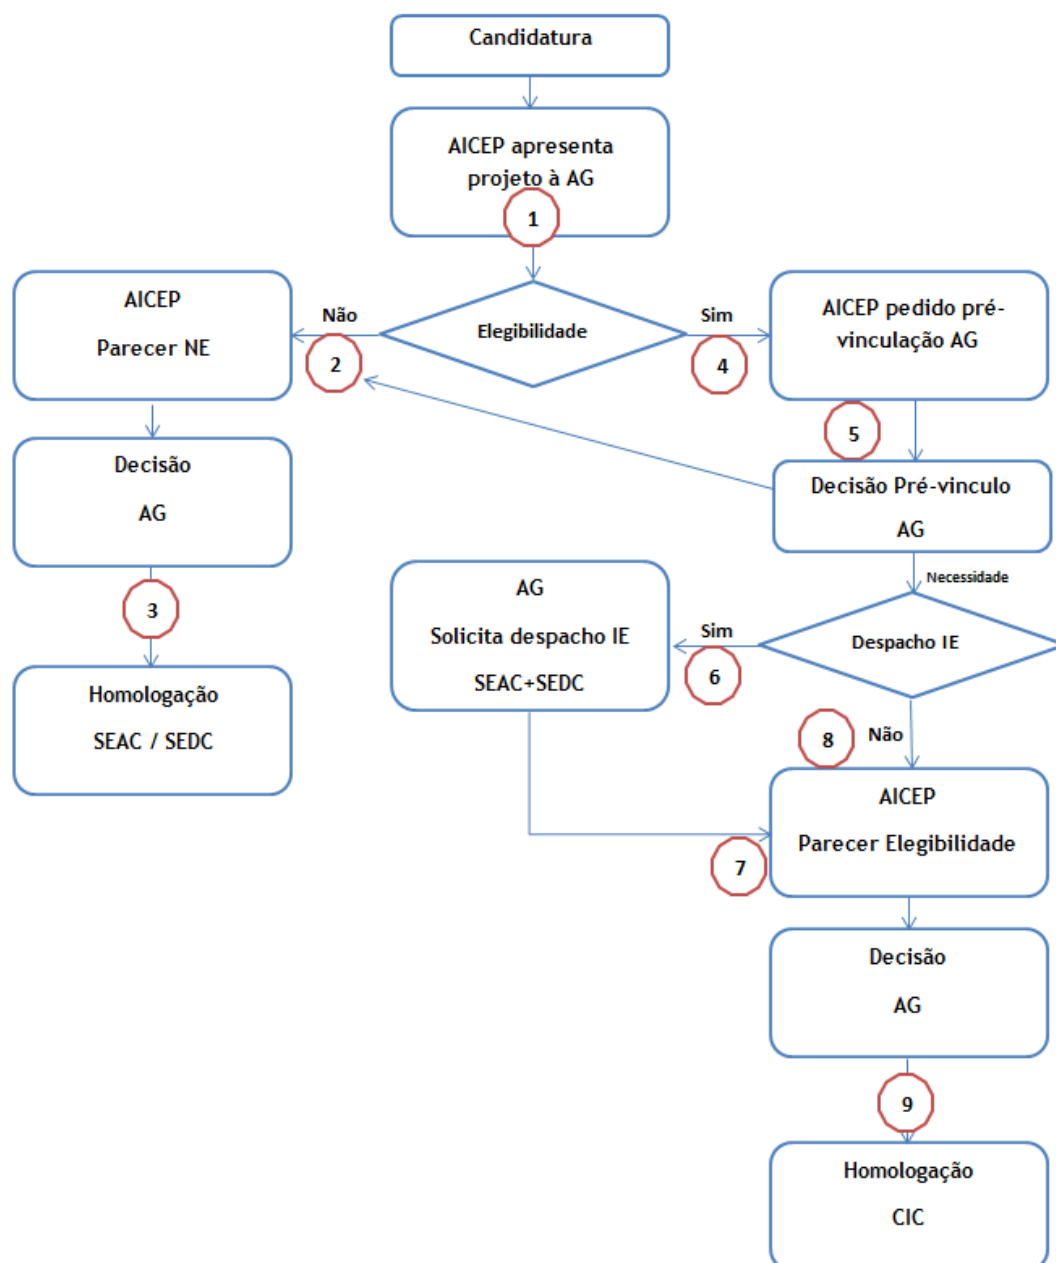 Candidatura
AICEP apresenta
projeto à AG
1
AICEP
Parecer NE
Não
2
Elegibilidade
Sim
4
AICEP pedido pré-
vinculação AG
5
Decisão
AG
3
Homologação
SEAC / SEDC
Decisão Pré-vinculo
AG
Necessidade
AG
Solicita despacho IE
SEAC+SEDC
Sim
6
Despacho IE
8
Não
7
AICEP
Parecer Elegibilidade
Decisão
AG
9
Homologação
CIC